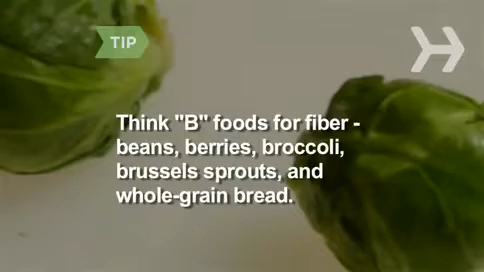 TIP
Think "B" foods for fiber -
beans, berries, broccoli,
brussels sprouts, and
whole-grain bread.